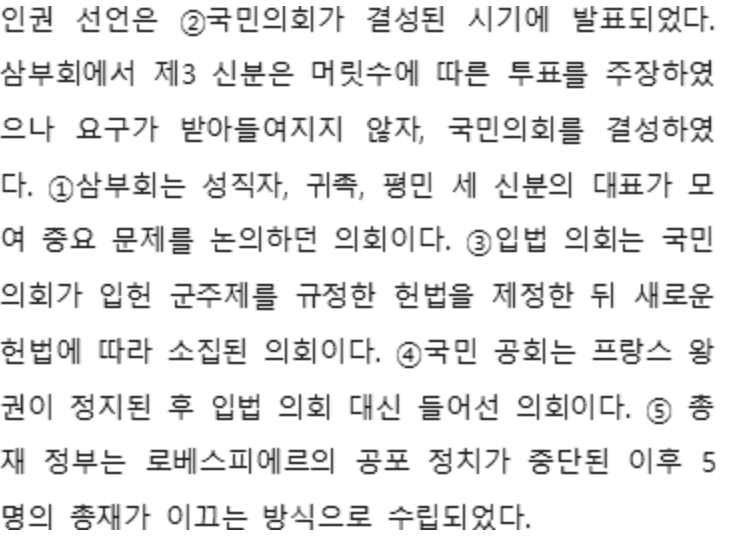 인권 선언은 ②국민의회가 결성된 시기에 발표되었다.
삼부회에서 제3 신분은 머릿수에 따른 투표를 주장하였
으나 요구가 받아들여지지 않자, 국민의회를 결성하였
다. ①삼부회는 성직자, 귀족, 평민 세 신분의 대표가 모
여 중요 문제를 논의하던 의회이다. ③입법 의회는 국민
의회가 입헌 군주제를 규정한 헌법을 제정한 뒤 새로운
헌법에 따라 소집된 의회이다. ④국민 공회는 프랑스 왕
권이 정지된 후 입법 의회 대신 들어선 의회이다. ⑤ 총
재 정부는 로베스피에르의 공포 정치가 중단된 이후 5
명의 총재가 이끄는 방식으로 수립되었다.